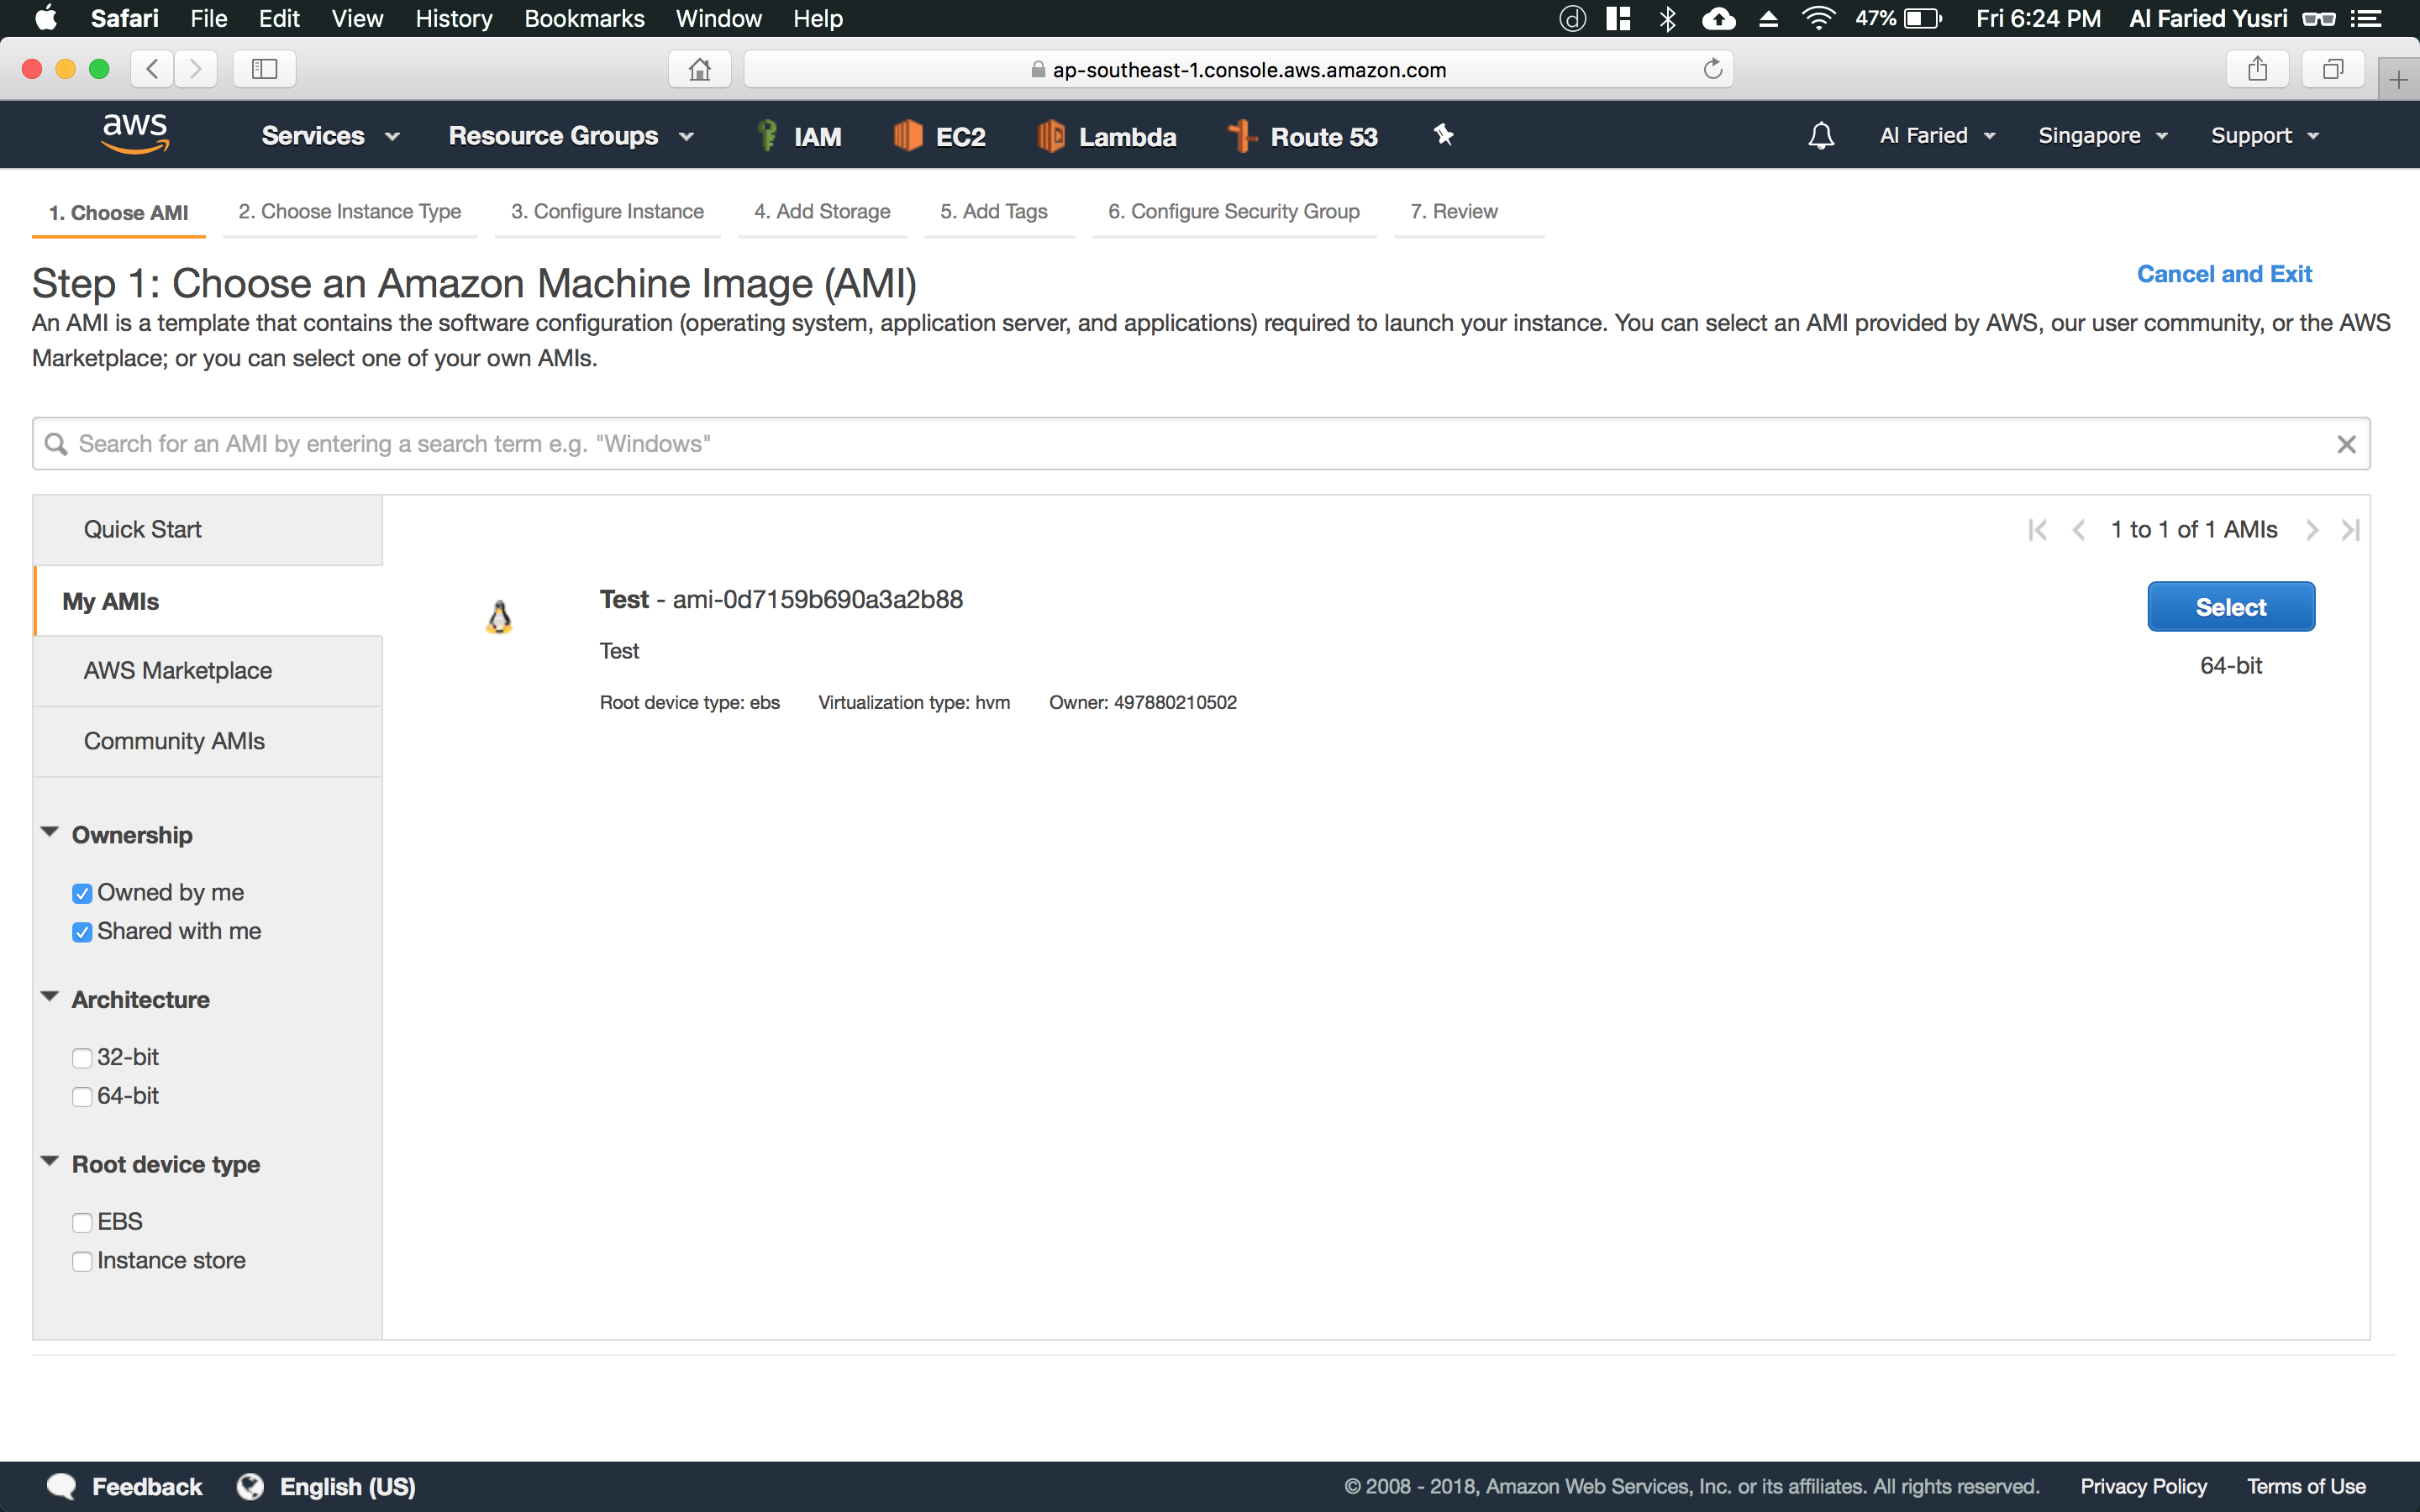 Safari File Edit View History Bookmarks Window Help 47% Fri 6:24 PM Al Faried Yusri
ap-southeast-1.console.aws.amazon.com
aws Services Resource Groups IAM EC2 Lambda Route 53 Al Faried Singapore Support
1. Choose AMI 2. Choose Instance Type 3. Configure Instance 4. Add Storage 5. Add Tags 6. Configure Security Group 7. Review
Step 1: Choose an Amazon Machine Image (AMI)
Cancel and Exit
An AMI is a template that contains the software configuration (operating system, application server, and applications) required to launch your instance. You can select an AMI provided by AWS, our user community, or the AWS
Marketplace; or you can select one of your own AMIs.
Search for an AMI by entering a search term e.g. "Windows"
Quick Start
My AMIs
AWS Marketplace
Community AMIs
Ownership
Owned by me
Shared with me
Architecture
32-bit
64-bit
Root device type
EBS
Instance store
1 to 1 of 1 AMIs
Test - ami-0d7159b690a3a2b88
Select
Test
64-bit
Root device type: ebs Virtualization type: hvm Owner: 497880210502
Feedback English (US) © 2008 - 2018, Amazon Web Services, Inc. or its affiliates. All rights reserved. Privacy Policy Terms of Use